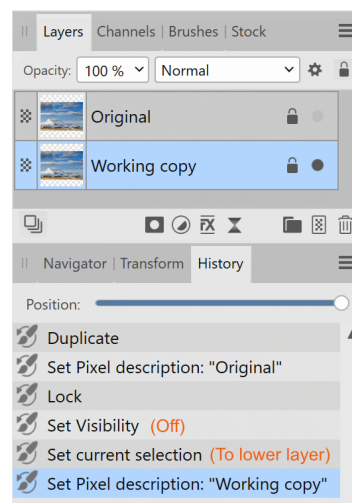 Layers Channels | Brushes | Stock
Opacity: 100 % Normal
Original
Working copy
fx
Navigator | Transform History
Position:
Duplicate
Set Pixel description: "Original"
Lock
Set Visibility (Off)
Set current selection (To lower layer)
Set Pixel description: "Working copy"